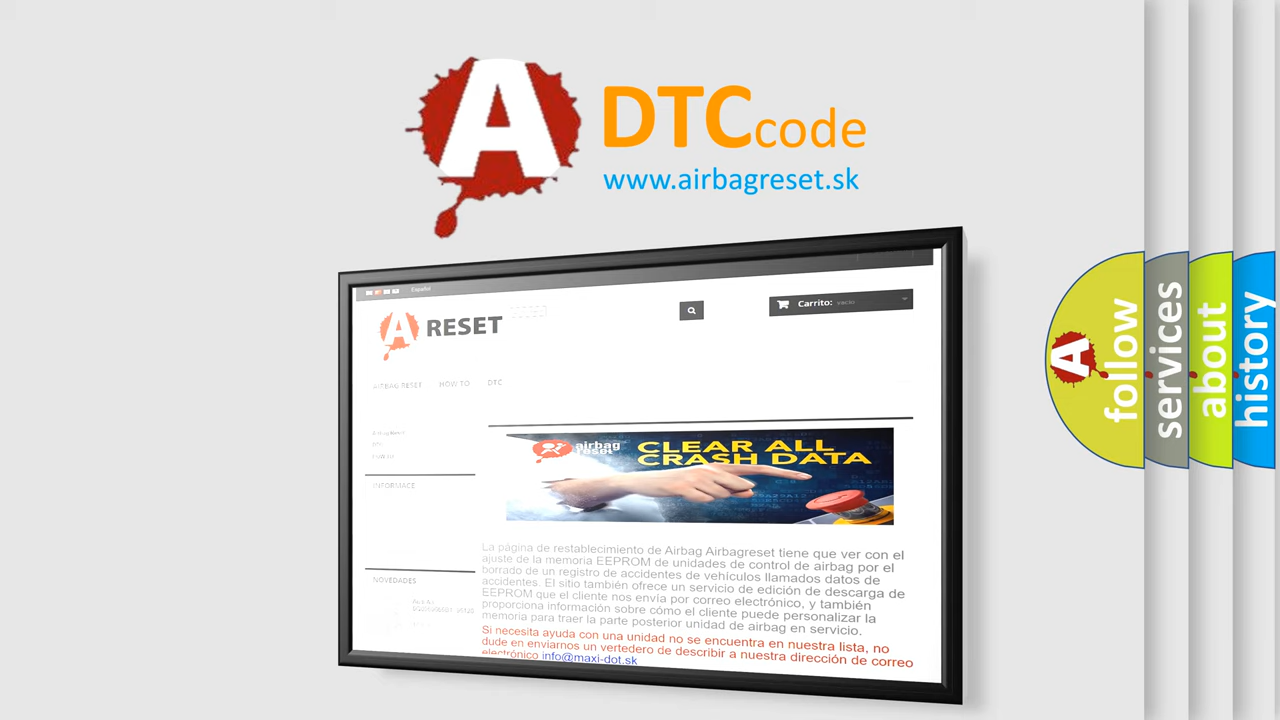 A DTCcode
www.airbagreset.sk
Español
A RESET
Carrito: vacío
AIRBAG RESET HOW TO DTC
INFORMACE
NOVEDADES
airbag
reset
CLEAR ALL
CRASH DATA
La página de restablecimiento de Airbag Airbagreset tiene que ver con el
ajuste de la memoria EEPROM de unidades de control de airbag por el
borrado de un registro de accidentes de vehículos llamados datos de
accidentes. El sitio también ofrece un servicio de edición de descarga de
EEPROM que el cliente nos envía por correo electrónico, y también
proporciona información sobre cómo el cliente puede personalizar la
memoria para traer la parte posterior unidad de airbag en servicio.
Si necesita ayuda con una unidad no se encuentra en nuestra lista, no
dude en enviarnos un vertedero de describir a nuestra dirección de correo
electrónico info@maxi-dot.sk
A
follow
services
about
history